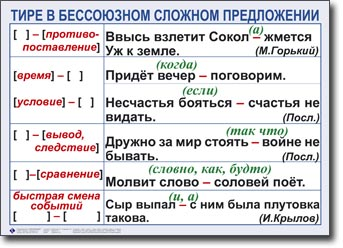 ТИРЕ В БЕССОЮЗНОМ СЛОЖНОМ ПРЕДЛОЖЕНИИ
[ ] – [противо-
поставление]
(а)
Ввысь взлетит Сокол – жмется
Уж к земле. (М.Горький)
[время] – [ ]
(когда)
Придёт вечер – поговорим.
[условие] – [ ]
(если)
Несчастья бояться – счастья не
видать. (Посл.)
[ ] – [вывод,
следствие]
(так что)
Дружно за мир стоять – войне не
бывать. (Посл.)
[ ]–[сравнение]
(словно, как, будто)
Молвит слово – соловей поёт.
быстрая смена
событий
[ ] – [ ]
(и, а)
Сыр выпал – с ним была плутовка
такова. (И.Крылов)